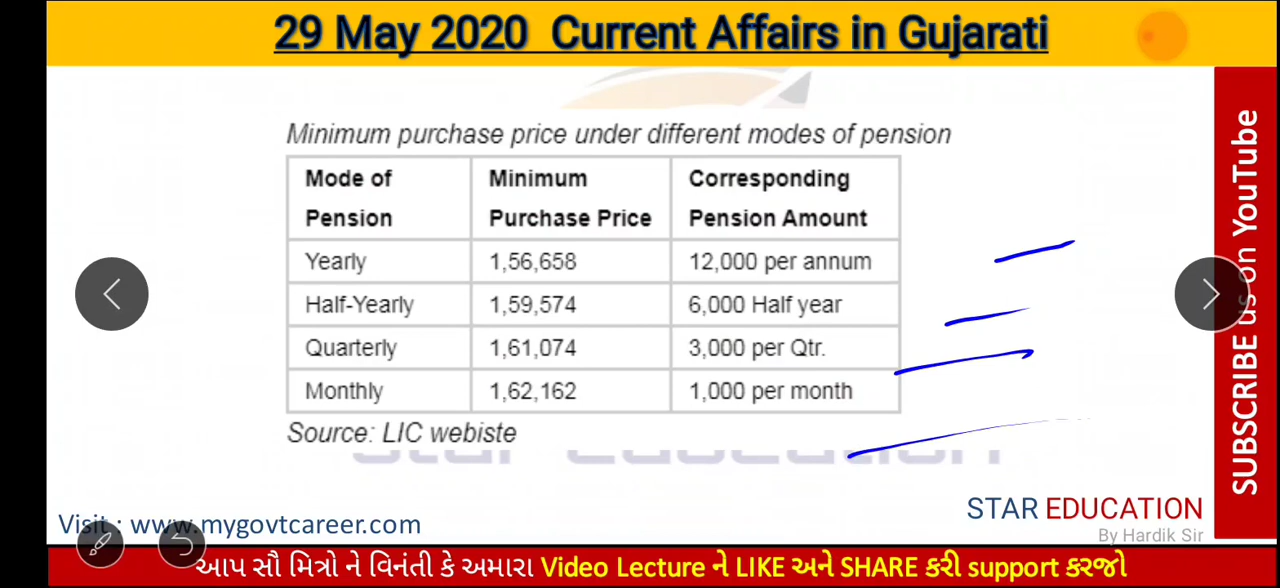 29 May 2020 Current Affairs in Gujarati
Minimum purchase price under different modes of pension
Mode of Pension Minimum Purchase Price Corresponding Pension Amount
Yearly 1,56,658 12,000 per annum
Half-Yearly 1,59,574 6,000 Half year
Quarterly 1,61,074 3,000 per Qtr.
Monthly 1,62,162 1,000 per month
Source: LIC webiste
Star Education
STAR EDUCATION
Visit : www.mygovtcareer.com
By Hardik Sir
આપ સૌ મિત્રો ને વિનંતી કે અમારા Video Lecture ને LIKE અને SHARE કરી support કરજો
SUBSCRIBE us on YouTube